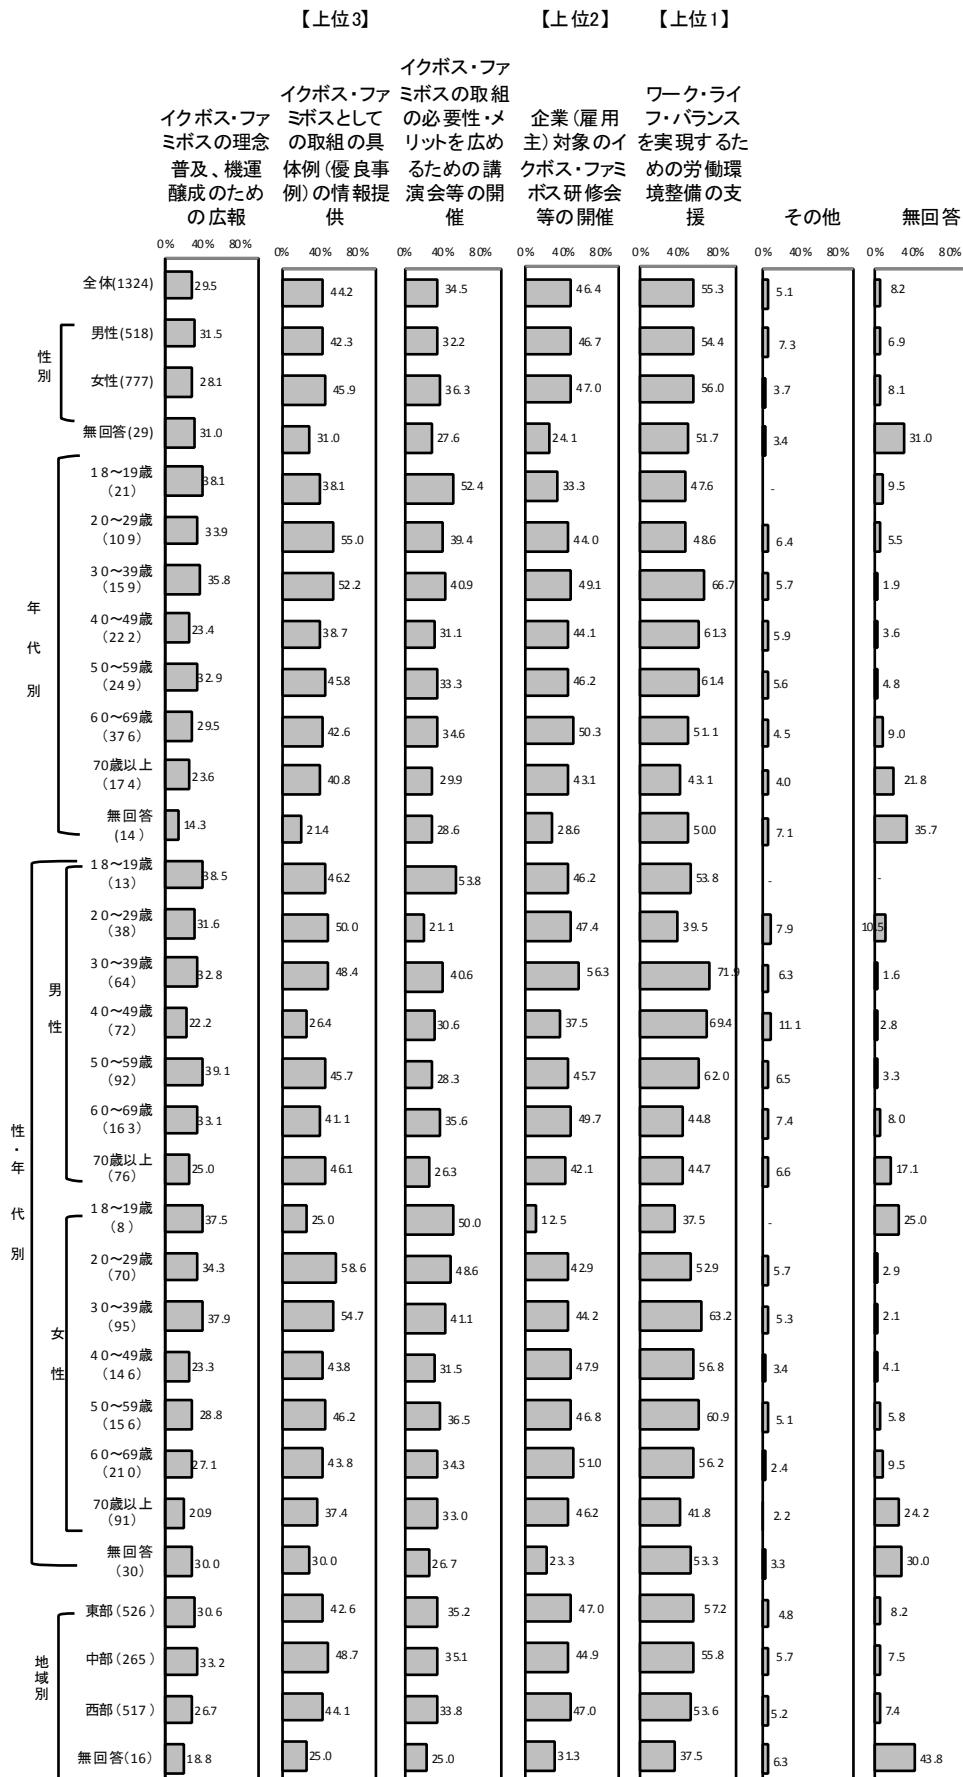 【上位3】 【上位2】 【上位1】
イクボス・ファミボスの理念普及、機運醸成のための広報
イクボス・ファミボスとしての取組の具体例（優良事例）の情報提供
イクボス・ファミボスの取組の必要性・メリットを広めるための講演会等の開催
企業（雇用主）対象のイクボス・ファミボス研修会等の開催
ワーク・ライフ・バランスを実現するための労働環境整備の支援
その他
無回答
0% 40% 80% 0% 40% 80% 0% 40% 80% 0% 40% 80% 0% 40% 80% 0% 40% 80% 0% 40% 80%
全体(1324) 29.5 44.2 34.5 46.4 55.3 5.1 8.2
性別
男性(518) 31.5 42.3 32.2 46.7 54.4 7.3 6.9
女性(777) 28.1 45.9 36.3 47.0 56.0 3.7 8.1
無回答(29) 31.0 31.0 27.6 24.1 51.7 3.4 31.0
年代別
18～19歳(21) 38.1 38.1 52.4 33.3 47.6 - 9.5
20～29歳(109) 33.9 55.0 39.4 44.0 48.6 6.4 5.5
30～39歳(159) 35.8 52.2 40.9 49.1 66.7 5.7 1.9
40～49歳(222) 23.4 38.7 31.1 44.1 61.3 5.9 3.6
50～59歳(249) 32.9 45.8 33.3 46.2 61.4 5.6 4.8
60～69歳(376) 29.5 42.6 34.6 50.3 51.1 4.5 9.0
70歳以上(174) 23.6 40.8 29.9 43.1 43.1 4.0 21.8
無回答(14) 14.3 21.4 28.6 28.6 50.0 7.1 35.7
性・年代別
男性
18～19歳(13) 38.5 46.2 53.8 46.2 53.8 - -
20～29歳(38) 31.6 50.0 21.1 47.4 39.5 7.9 10.5
30～39歳(64) 32.8 48.4 40.6 56.3 71.9 6.3 1.6
40～49歳(72) 22.2 26.4 30.6 37.5 69.4 11.1 2.8
50～59歳(92) 39.1 45.7 28.3 45.7 62.0 6.5 3.3
60～69歳(163) 33.1 41.1 35.6 49.7 44.8 7.4 8.0
70歳以上(76) 25.0 46.1 26.3 42.1 44.7 6.6 17.1
女性
18～19歳(8) 37.5 25.0 50.0 12.5 37.5 - 25.0
20～29歳(70) 34.3 58.6 48.6 42.9 52.9 5.7 2.9
30～39歳(95) 37.9 54.7 41.1 44.2 63.2 5.3 2.1
40～49歳(146) 23.3 43.8 31.5 47.9 56.8 3.4 4.1
50～59歳(156) 28.8 46.2 36.5 46.8 60.9 5.1 5.8
60～69歳(210) 27.1 43.8 34.3 51.0 56.2 2.4 9.5
70歳以上(91) 20.9 37.4 33.0 46.2 41.8 2.2 24.2
無回答(30) 30.0 30.0 26.7 23.3 53.3 3.3 30.0
地域別
東部(526) 30.6 42.6 35.2 47.0 57.2 4.8 8.2
中部(265) 33.2 48.7 35.1 44.9 55.8 5.7 7.5
西部(517) 26.7 44.1 33.8 47.0 53.6 5.2 7.4
無回答(16) 18.8 25.0 25.0 31.3 37.5 6.3 43.8